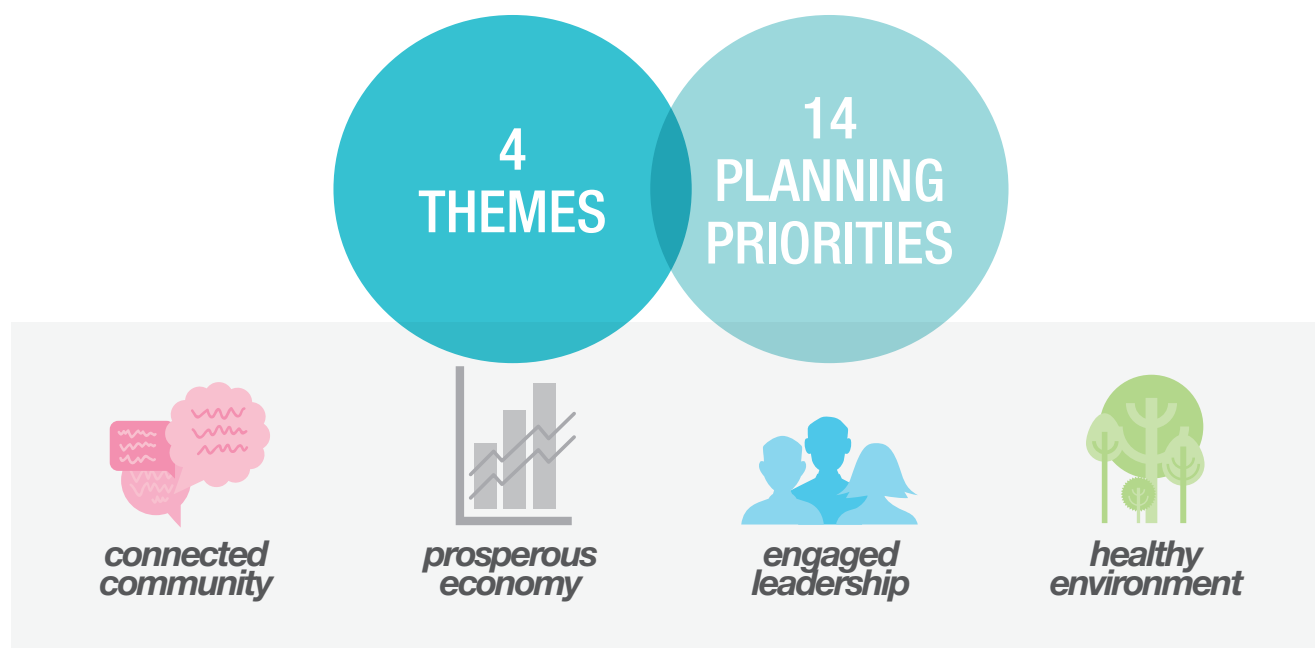 4
THEMES
14
PLANNING
PRIORITIES
connected
community
prosperous
economy
engaged
leadership
healthy
environment